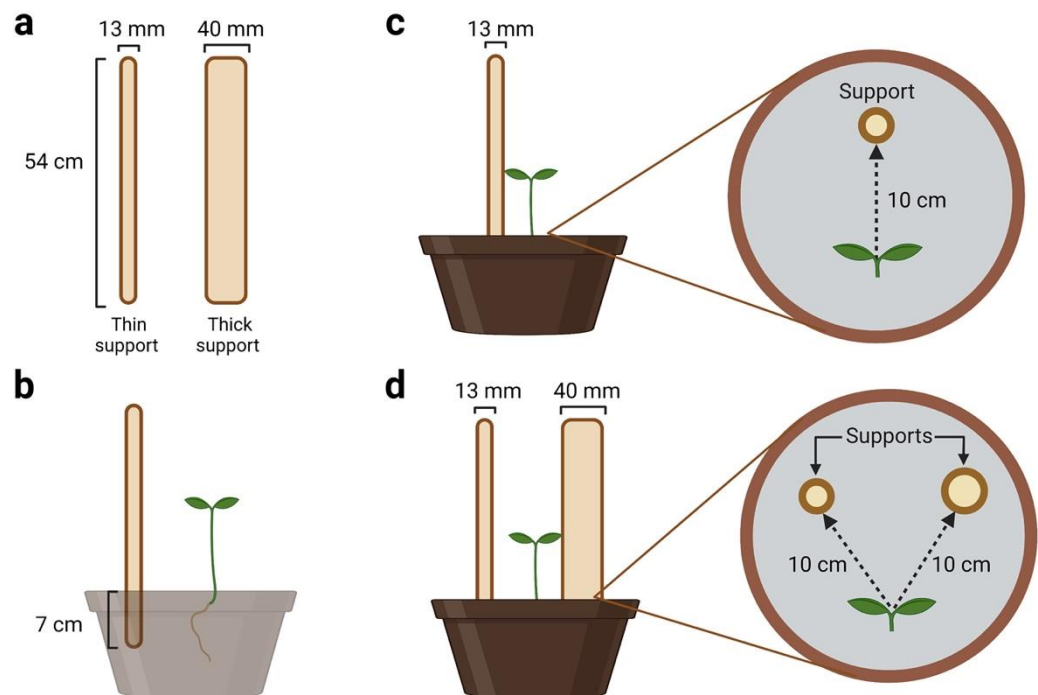 a
13 mm
40 mm
54 cm
Thin
support
Thick
support
b
7 cm
c
13 mm
Support
10 cm
d
13 mm
40 mm
Supports
10 cm
10 cm